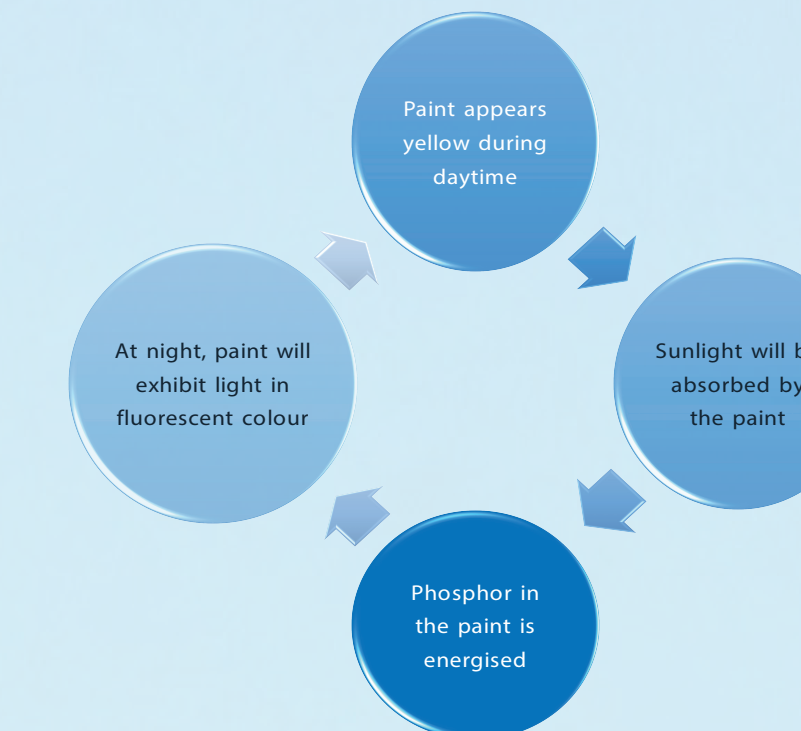 Paint appears
yellow during
daytime
Sunlight will
absorbed by
the paint
Phosphor in
the paint is
energised
At night, paint will
exhibit light in
fluorescent colour